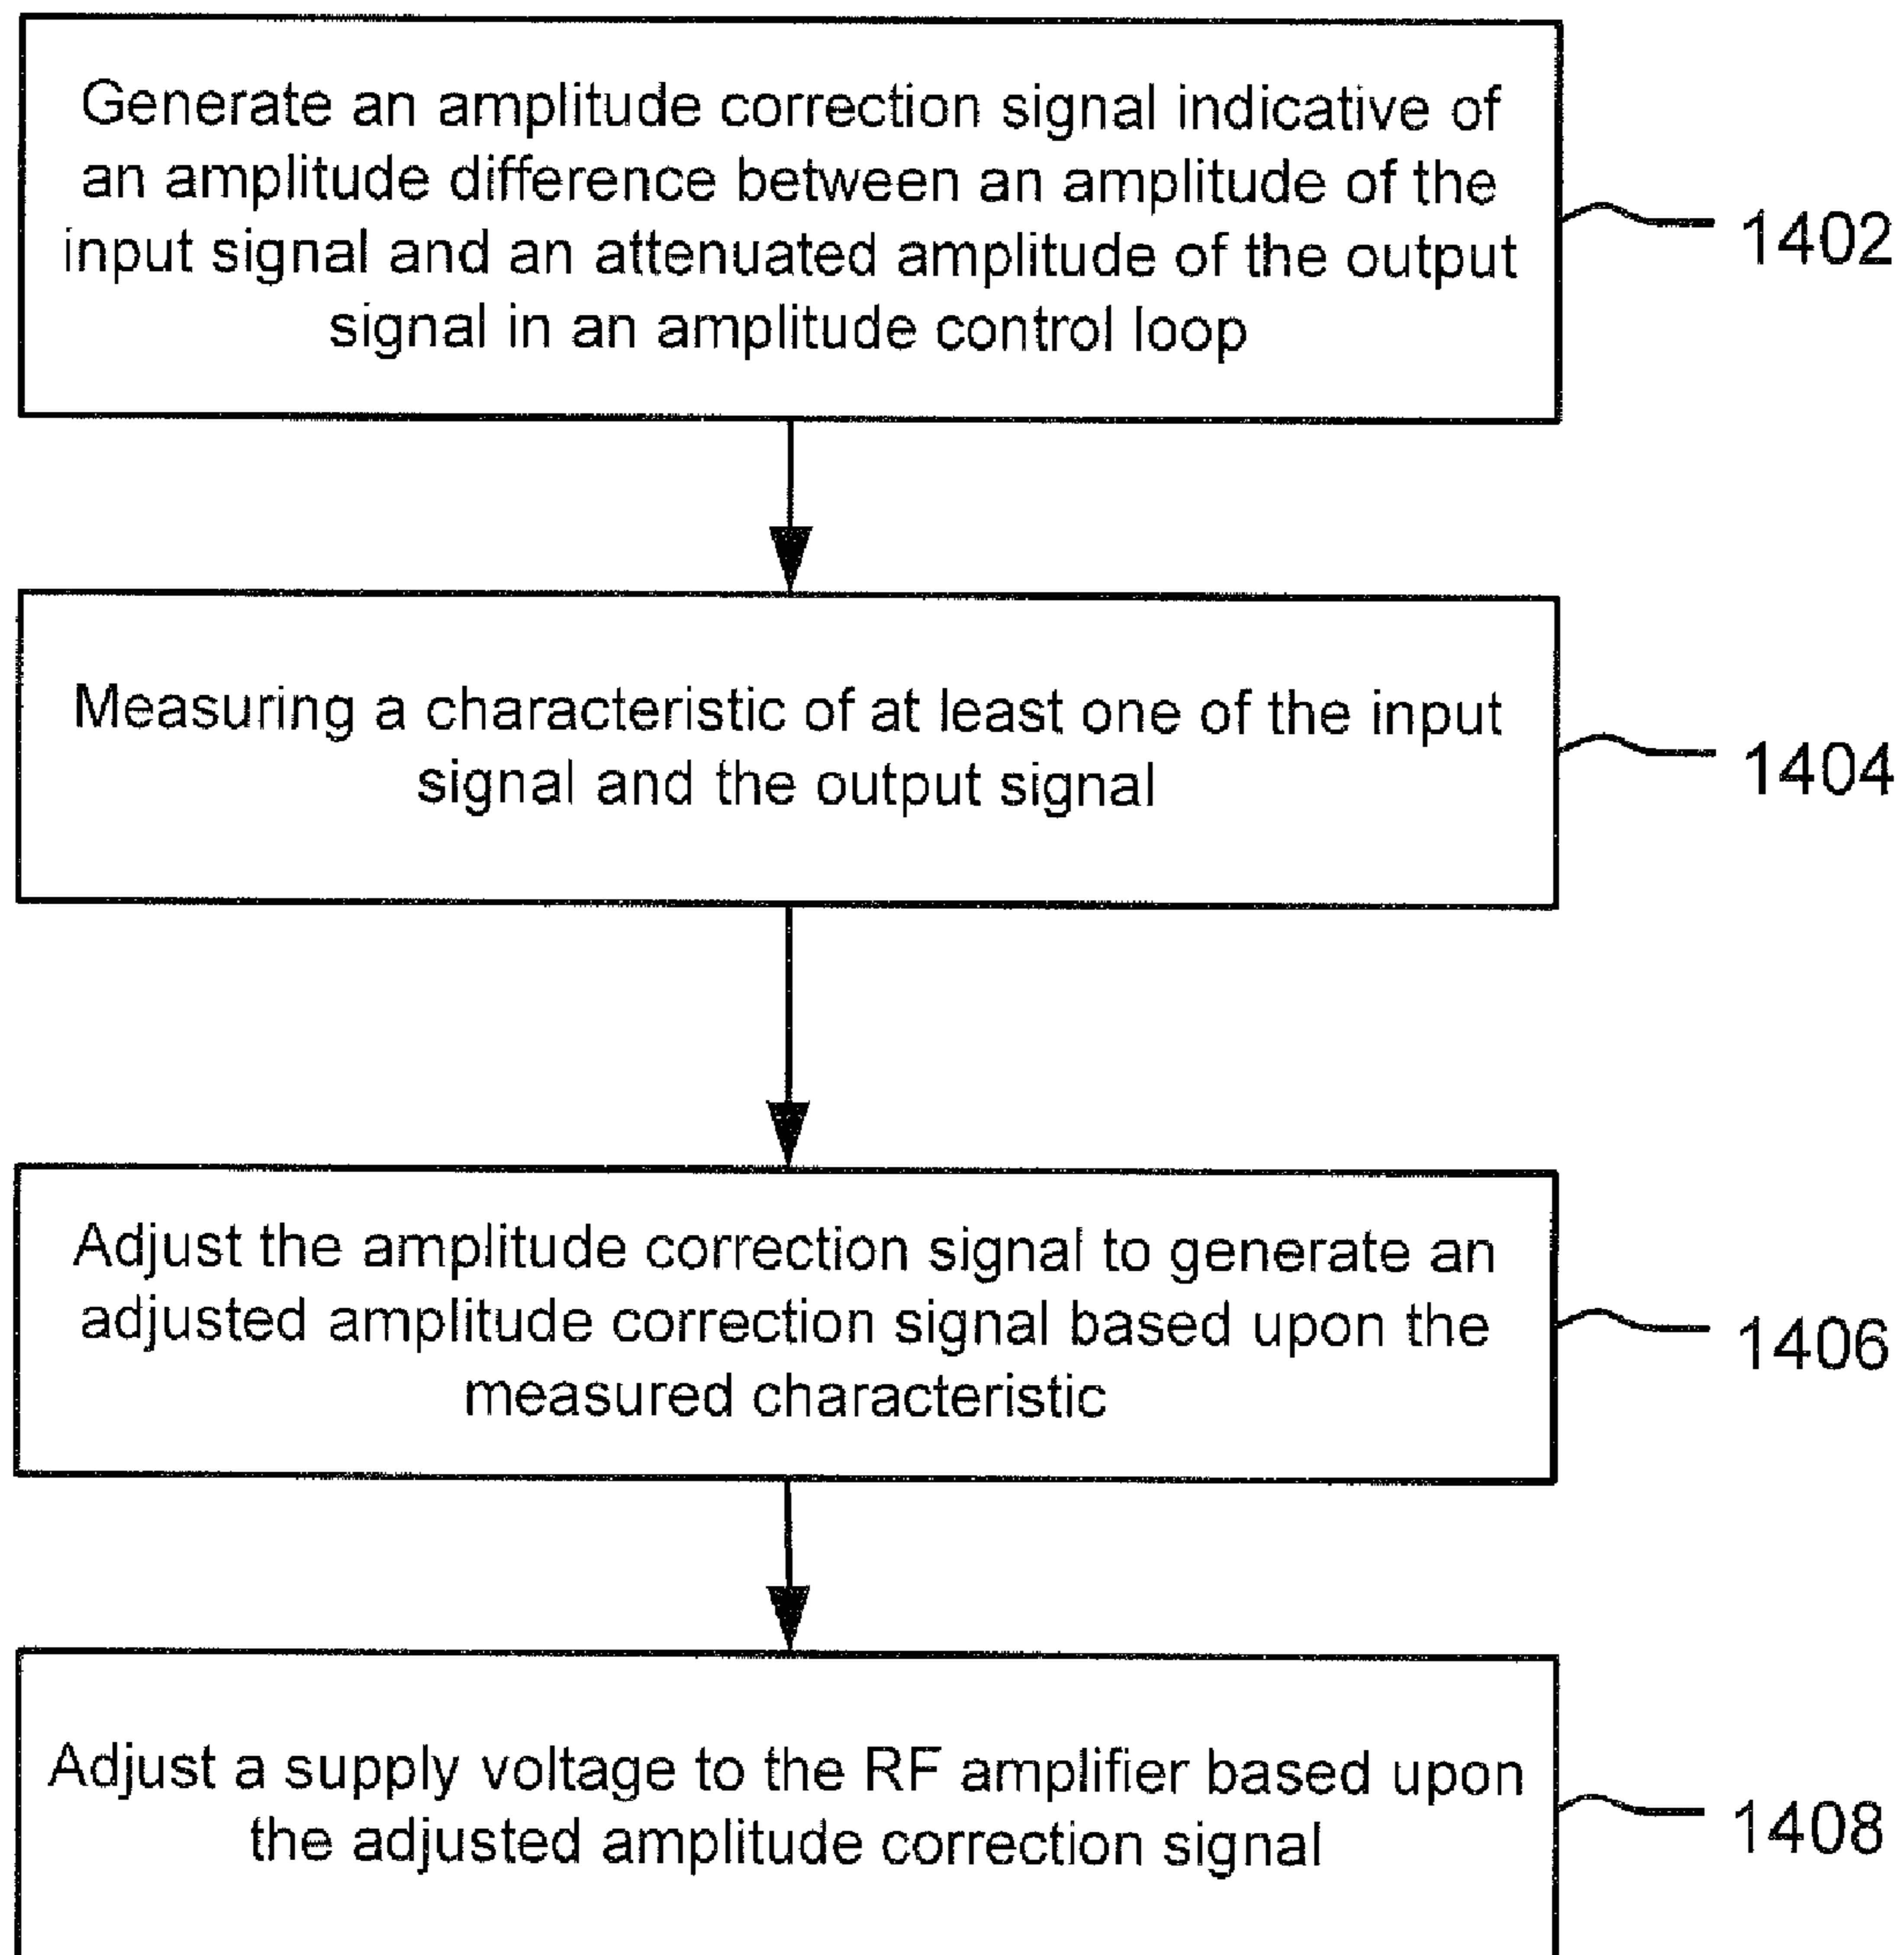 Generate an amplitude correction signal indicative of
an amplitude difference between an amplitude of the
input signal and an attenuated amplitude of the output
signal in an amplitude control loop
1402
Measuring a characteristic of at least one of the input
signal and the output signal
1404
Adjust the amplitude correction signal to generate an
adjusted amplitude correction signal based upon the
measured characteristic
1406
Adjust a supply voltage to the RF amplifier based upon
the adjusted amplitude correction signal
1408